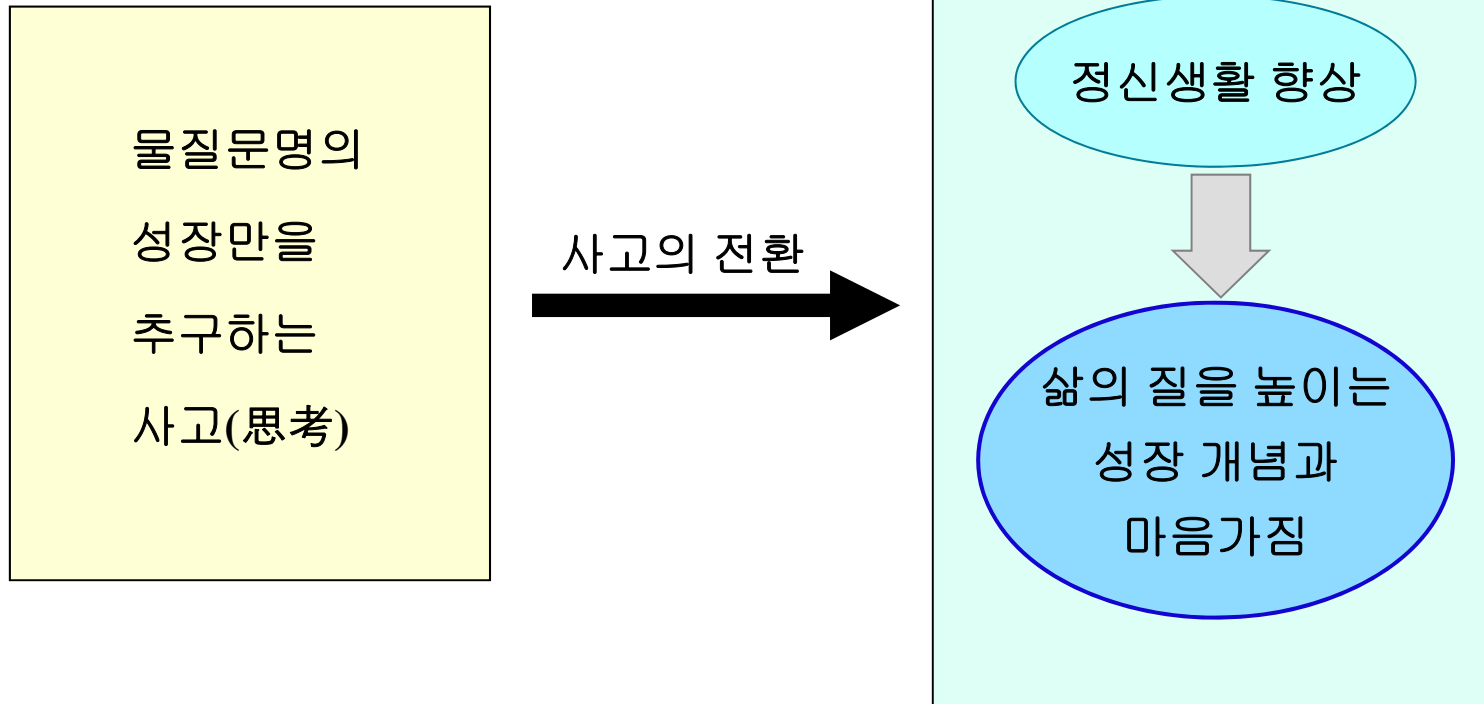 물질문명의
성장만을
추구하는
사고(思考)
사고의 전환
정신생활 향상
삶의 질을 높이는
성장 개념과
마음가짐